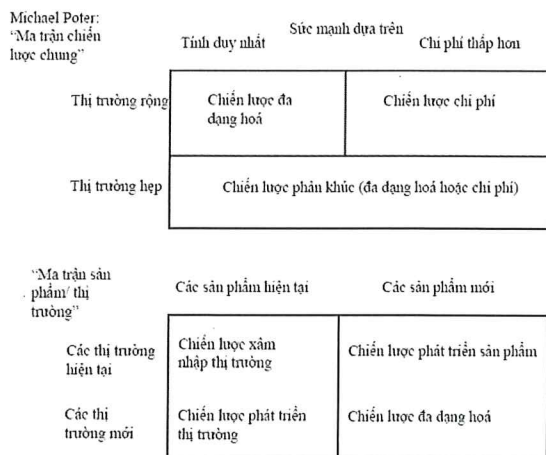 Michael Poter:
"Ma trận chiến
lược chung"
Sức mạnh dựa trên
Tính duy nhất
Chi phí thấp hơn
Thị trường rộng
Chiến lược đa
dạng hoá
Chiến lược chi phí
Thị trường hẹp
Chiến lược phân khúc (đa dạng hoá hoặc chi phí)
"Ma trận sản
phẩm/ thị
trường"
Các sản phẩm hiện tại
Các sản phẩm mới
Các thị trường
hiện tại
Chiến lược xâm
nhập thị trường
Chiến lược phát triển sản phẩm
Các thị
trường mới
Chiến lược phát triển
thị trường
Chiến lược đa dạng hoá